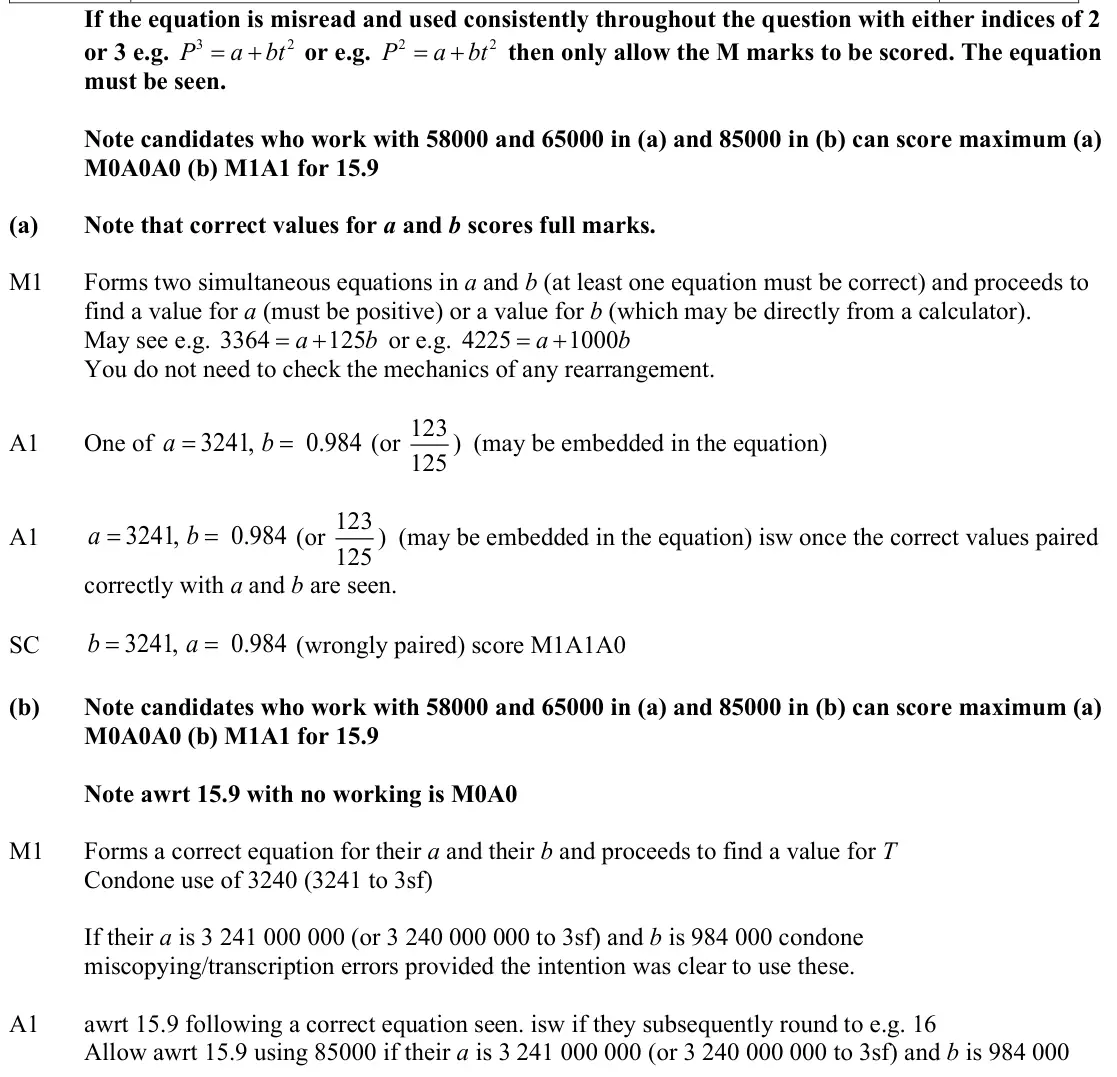 If the equation is misread and used consistently throughout the question with either indices of 2
or 3 e.g. P³ = a + bt² or e.g. P² = a + bt² then only allow the M marks to be scored. The equation
must be seen.
Note candidates who work with 58000 and 65000 in (a) and 85000 in (b) can score maximum (a)
M0A0A0 (b) M1A1 for 15.9
(a) Note that correct values for a and b scores full marks.
M1 Forms two simultaneous equations in a and b (at least one equation must be correct) and proceeds to
find a value for a (must be positive) or a value for b (which may be directly from a calculator).
May see e.g. 3364 = a + 125b or e.g. 4225 = a + 1000b
You do not need to check the mechanics of any rearrangement.
A1 One of a = 3241, b = 0.984 (or 123/125) (may be embedded in the equation)
A1 a = 3241, b = 0.984 (or 123/125) (may be embedded in the equation) isw once the correct values paired
correctly with a and b are seen.
SC b = 3241, a = 0.984 (wrongly paired) score M1A1A0
(b) Note candidates who work with 58000 and 65000 in (a) and 85000 in (b) can score maximum (a)
M0A0A0 (b) M1A1 for 15.9
Note awrt 15.9 with no working is M0A0
M1 Forms a correct equation for their a and their b and proceeds to find a value for T
Condone use of 3240 (3241 to 3sf)
If their a is 3 241 000 000 (or 3 240 000 000 to 3sf) and b is 984 000 condone
miscopying/transcription errors provided the intention was clear to use these.
A1 awrt 15.9 following a correct equation seen. isw if they subsequently round to e.g. 16
Allow awrt 15.9 using 85000 if their a is 3 241 000 000 (or 3 240 000 000 to 3sf) and b is 984 000